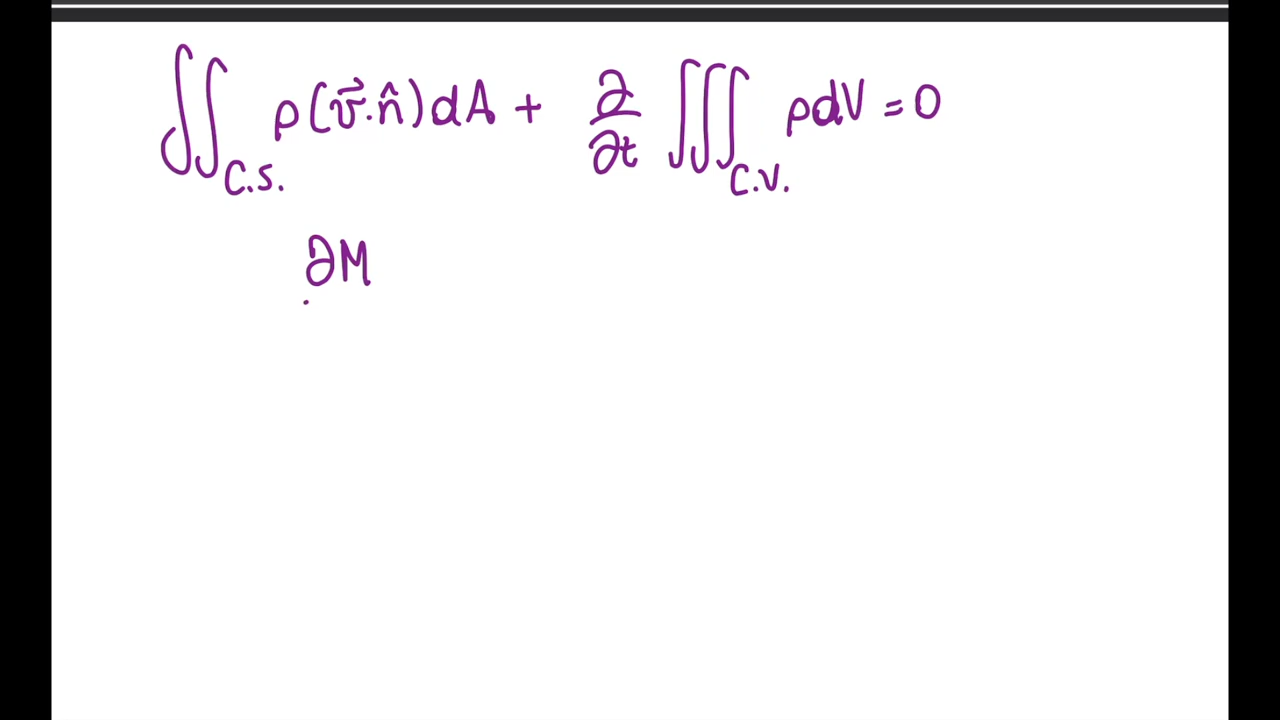 ∬_C.S. ρ(v⃗.n̂)dA + ∂/∂t ∭_C.V. ρdV = 0
∂M